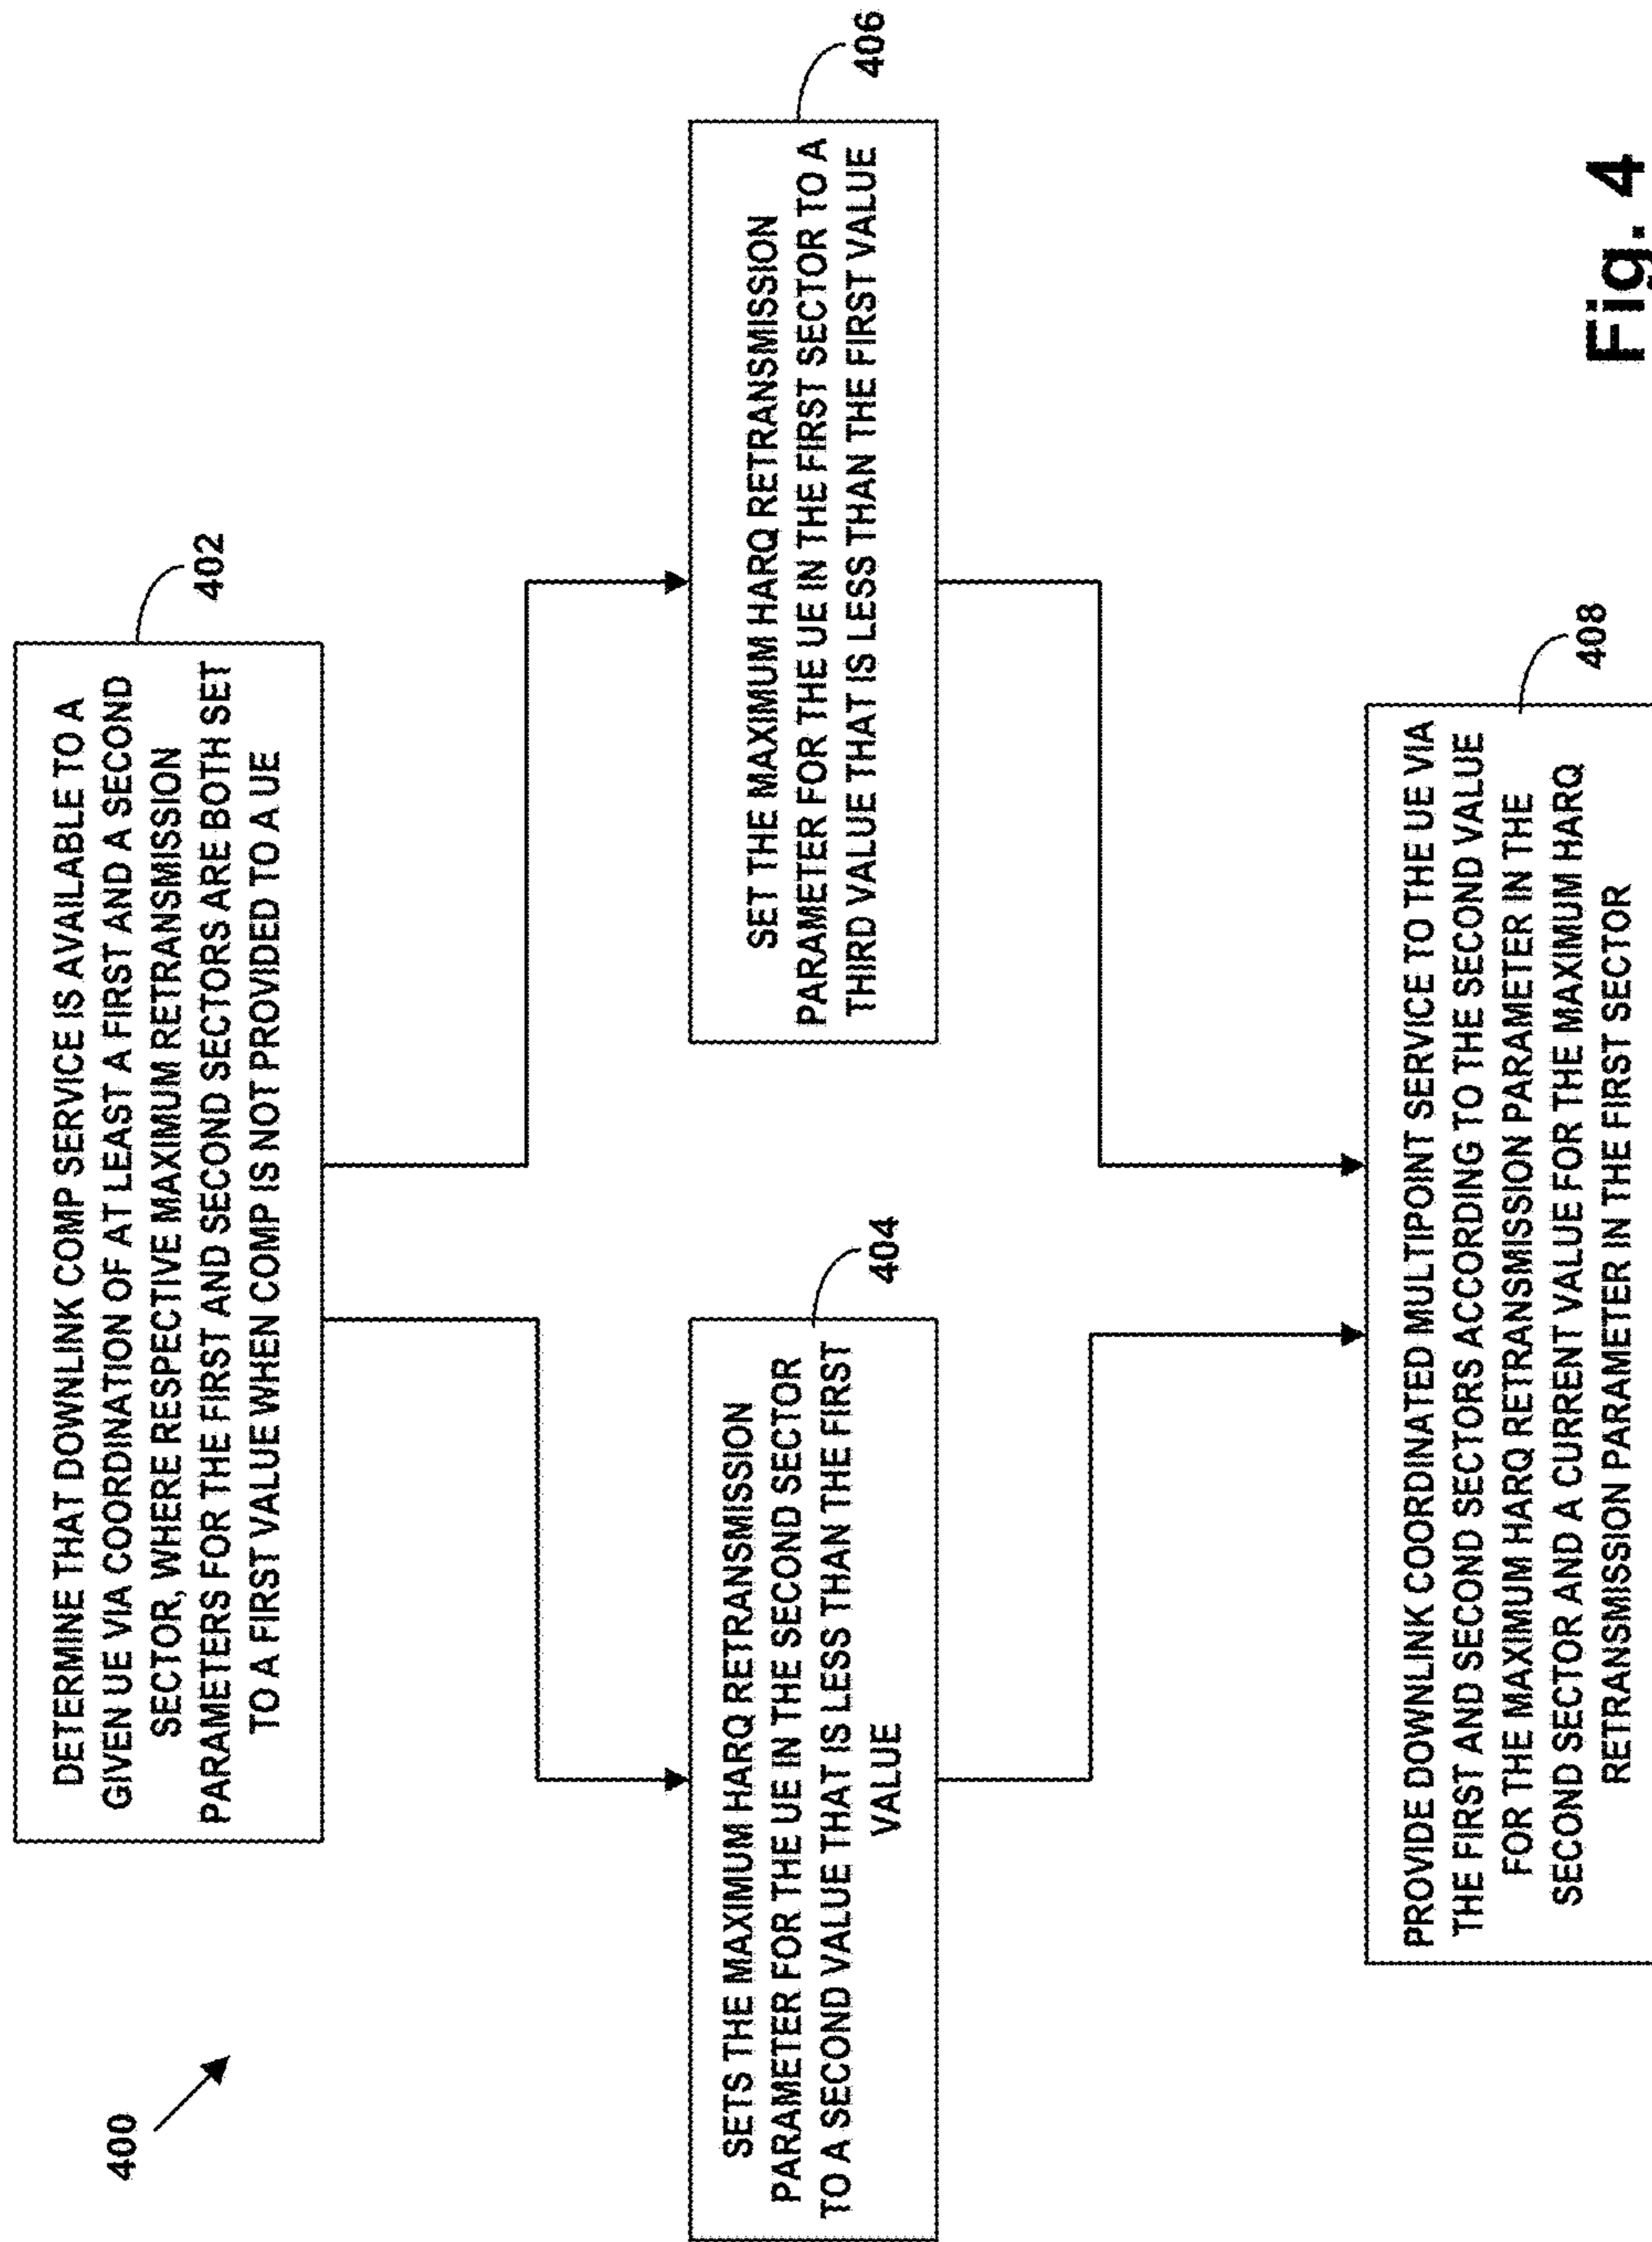 400
DETERMINE THAT DOWNLINK COMP SERVICE IS AVAILABLE TO A
GIVEN UE VIA COORDINATION OF AT LEAST A FIRST AND A SECOND
SECTOR, WHERE RESPECTIVE MAXIMUM RETRANSMISSION
PARAMETERS FOR THE FIRST AND SECOND SECTORS ARE BOTH SET
TO A FIRST VALUE WHEN COMP IS NOT PROVIDED TO A UE
402
SETS THE MAXIMUM HARQ RETRANSMISSION
PARAMETER FOR THE UE IN THE SECOND SECTOR
TO A SECOND VALUE THAT IS LESS THAN THE FIRST
VALUE
404
SET THE MAXIMUM HARQ RETRANSMISSION
PARAMETER FOR THE UE IN THE FIRST SECTOR TO A
THIRD VALUE THAT IS LESS THAN THE FIRST VALUE
406
PROVIDE DOWNLINK COORDINATED MULTIPOINT SERVICE TO THE UE VIA
THE FIRST AND SECOND SECTORS ACCORDING TO THE SECOND VALUE
FOR THE MAXIMUM HARQ RETRANSMISSION PARAMETER IN THE
SECOND SECTOR AND A CURRENT VALUE FOR THE MAXIMUM HARQ
RETRANSMISSION PARAMETER IN THE FIRST SECTOR
408
Fig. 4